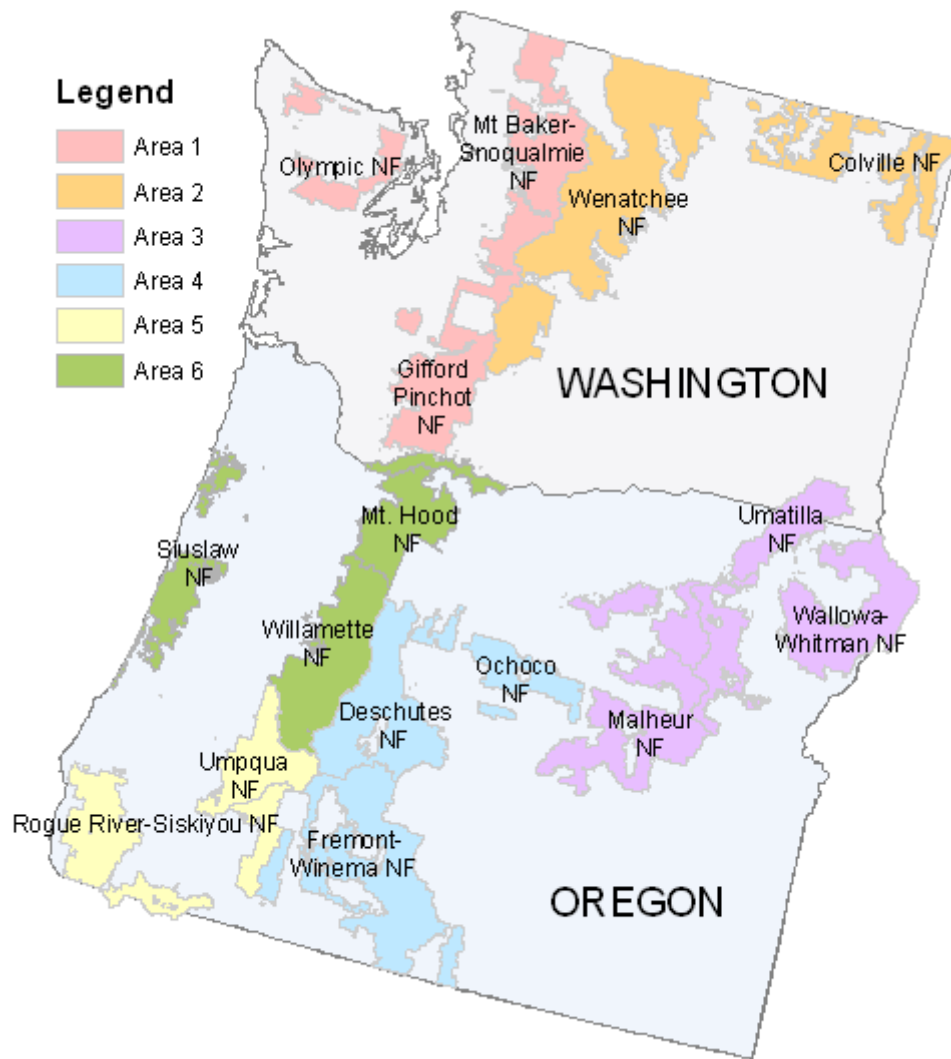 Legend
Area 1
Area 2
Area 3
Area 4
Area 5
Area 6
Olympic NF
Mt Baker-
Snoqualmie
NF
Wenatchee
NF
Colville NF
Gifford
Pinchot
NF
WASHINGTON
Mt. Hood
NF
Siuslaw
NF
Willamette
NF
Umatilla
NF
Wallowa-
Whitman NF
Ochoco
NF
Deschutes
NF
Malheur
NF
Umpqua
NF
Rogue River-Siskiyou NF
Fremont-
Winema NF
OREGON